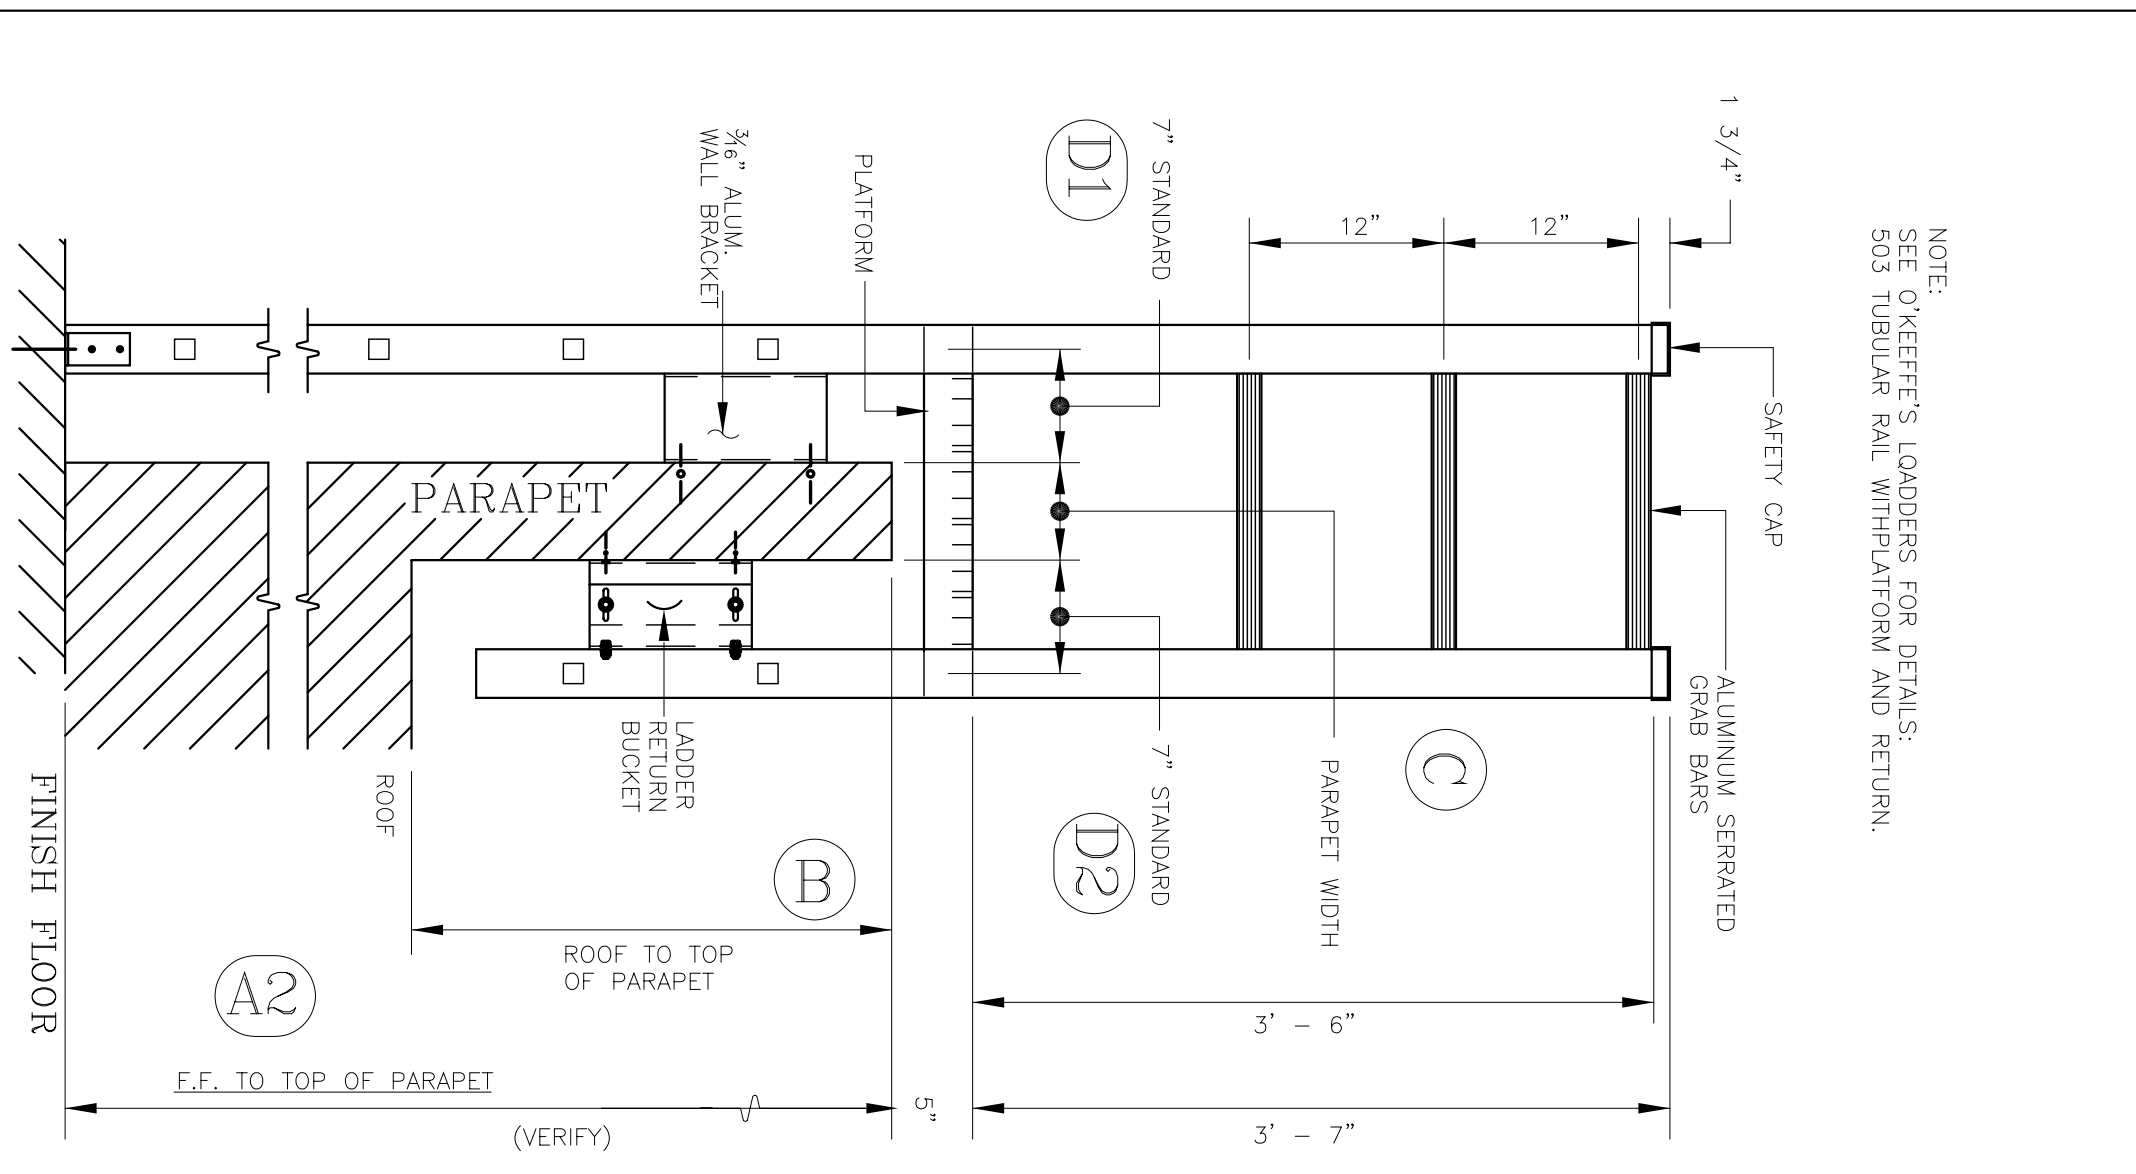 NOTE:
SEE O'KEEFFE'S LQADDERS FOR DETAILS:
503 TUBULAR RAIL WITHPLATFORM AND RETURN.
1 3/4"
12"
12"
SAFETY CAP
ALUMINUM SERRATED
GRAB BARS
7" STANDARD
D1
PLATFORM
3/16" ALUM.
WALL BRACKET
PARAPET
C
PARAPET WIDTH
7" STANDARD
D2
LADDER
RETURN
BUCKET
ROOF
B
ROOF TO TOP
OF PARAPET
A2
FINISH FLOOR
F.F. TO TOP OF PARAPET
(VERIFY)
5"
3' - 6"
3' - 7"